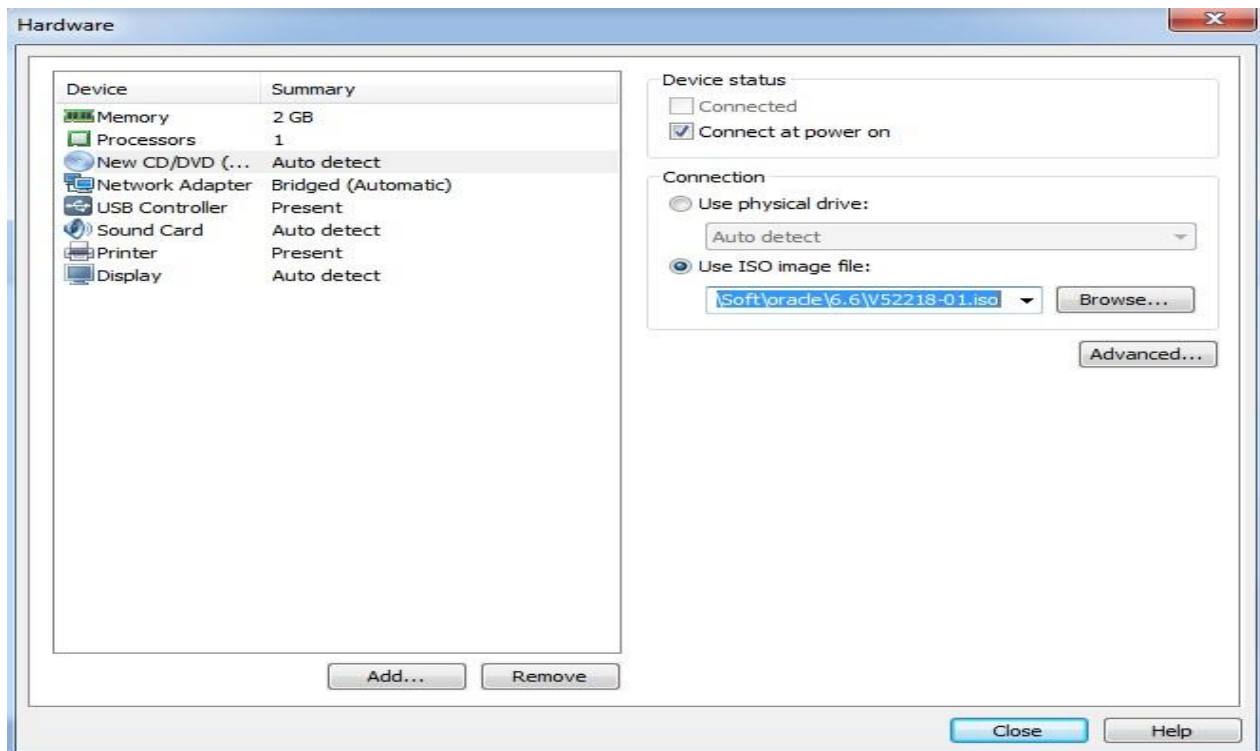 Hardware
Device Summary
Memory 2 GB
Processors 1
New CD/DVD (... Auto detect
Network Adapter Bridged (Automatic)
USB Controller Present
Sound Card Auto detect
Printer Present
Display Auto detect
Add... Remove
Device status
Connected
Connect at power on
Connection
Use physical drive:
Auto detect
Use ISO image file:
\Soft\oracle\6.6\V52218-01.iso Browse...
Advanced...
Close Help